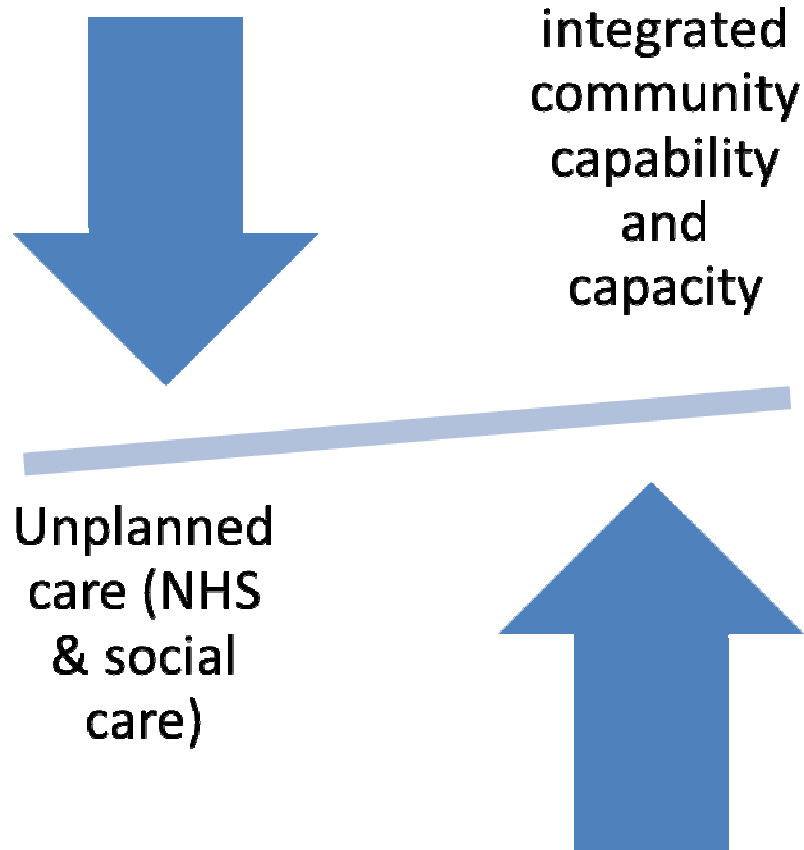 integrated
community
capability
and
capacity
Unplanned
care (NHS
& social
care)